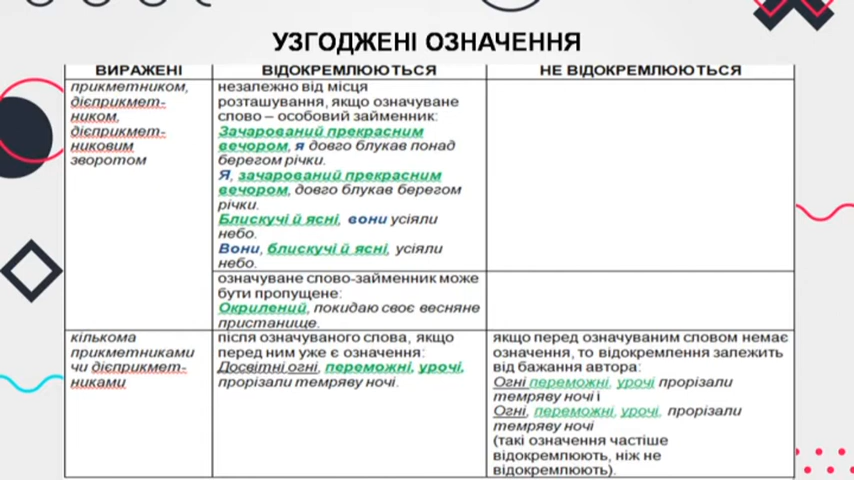 УЗГОДЖЕНІ ОЗНАЧЕННЯ
ВИРАЖЕНІ
ВІДОКРЕМЛЮЮТЬСЯ
НЕ ВІДОКРЕМЛЮЮТЬСЯ
прикметником,
дієприкмет-
ником,
дієприкмет-
никовим
зворотом
незалежно від місця
розташування, якщо означуване
слово – особовий займенник:
Зачарований прекрасним
вечором, я довго блукав понад
берегом річки.
Я, зачарований прекрасним
вечором, довго блукав берегом
річки.
Блискучі й ясні, вони усіяли
небо.
Вони, блискучі й ясні, усіяли
небо.
означуване слово-займенник може
бути пропущене:
Окрилений, покидаю своє весняне
пристанище.
кількома
прикметниками
чи дієприкмет-
никами
після означуваного слова, якщо
перед ним уже є означення:
Досвітні огні, переможні, урочі,
прорізали темряву ночі.
якщо перед означуваним словом немає
означення, то відокремлення залежить
від бажання автора:
Огні переможні, урочі прорізали
темряву ночі і
Огні, переможні, урочі, прорізали
темряву ночі
(такі означення частіше
відокремлюють, ніж не
відокремлюють).